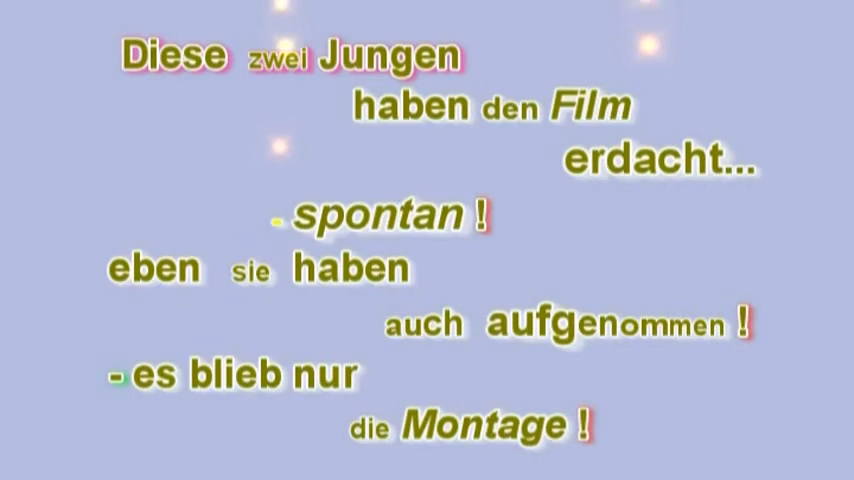 Diese zwei Jungen
haben den Film
erdacht...
- spontan !
eben sie haben
auch aufgenommen !
- es blieb nur
die Montage !